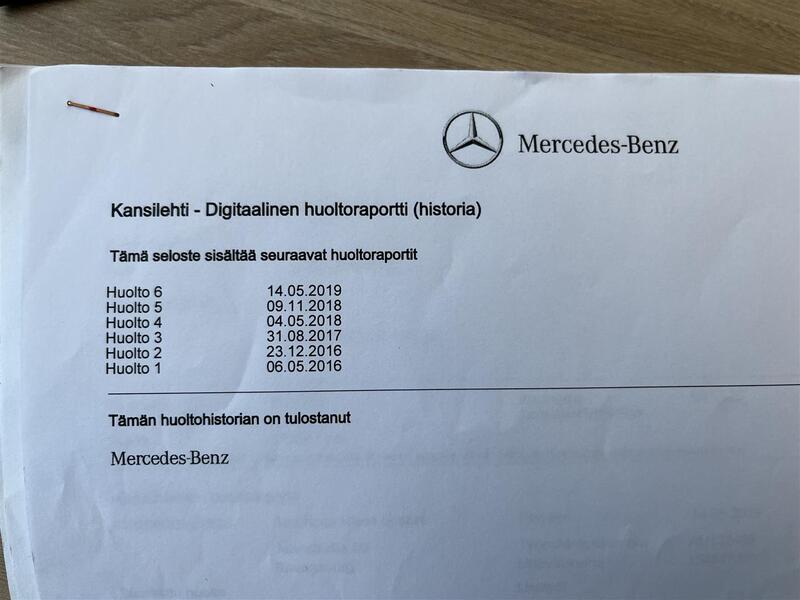 Mercedes-Benz
Kansilehti - Digitaalinen huoltoraportti (historia)
Tämä seloste sisältää seuraavat huoltoraportit
Huolto 6 14.05.2019
Huolto 5 09.11.2018
Huolto 4 04.05.2018
Huolto 3 31.08.2017
Huolto 2 23.12.2016
Huolto 1 06.05.2016
Tämän huoltohistorian on tulostanut
Mercedes-Benz